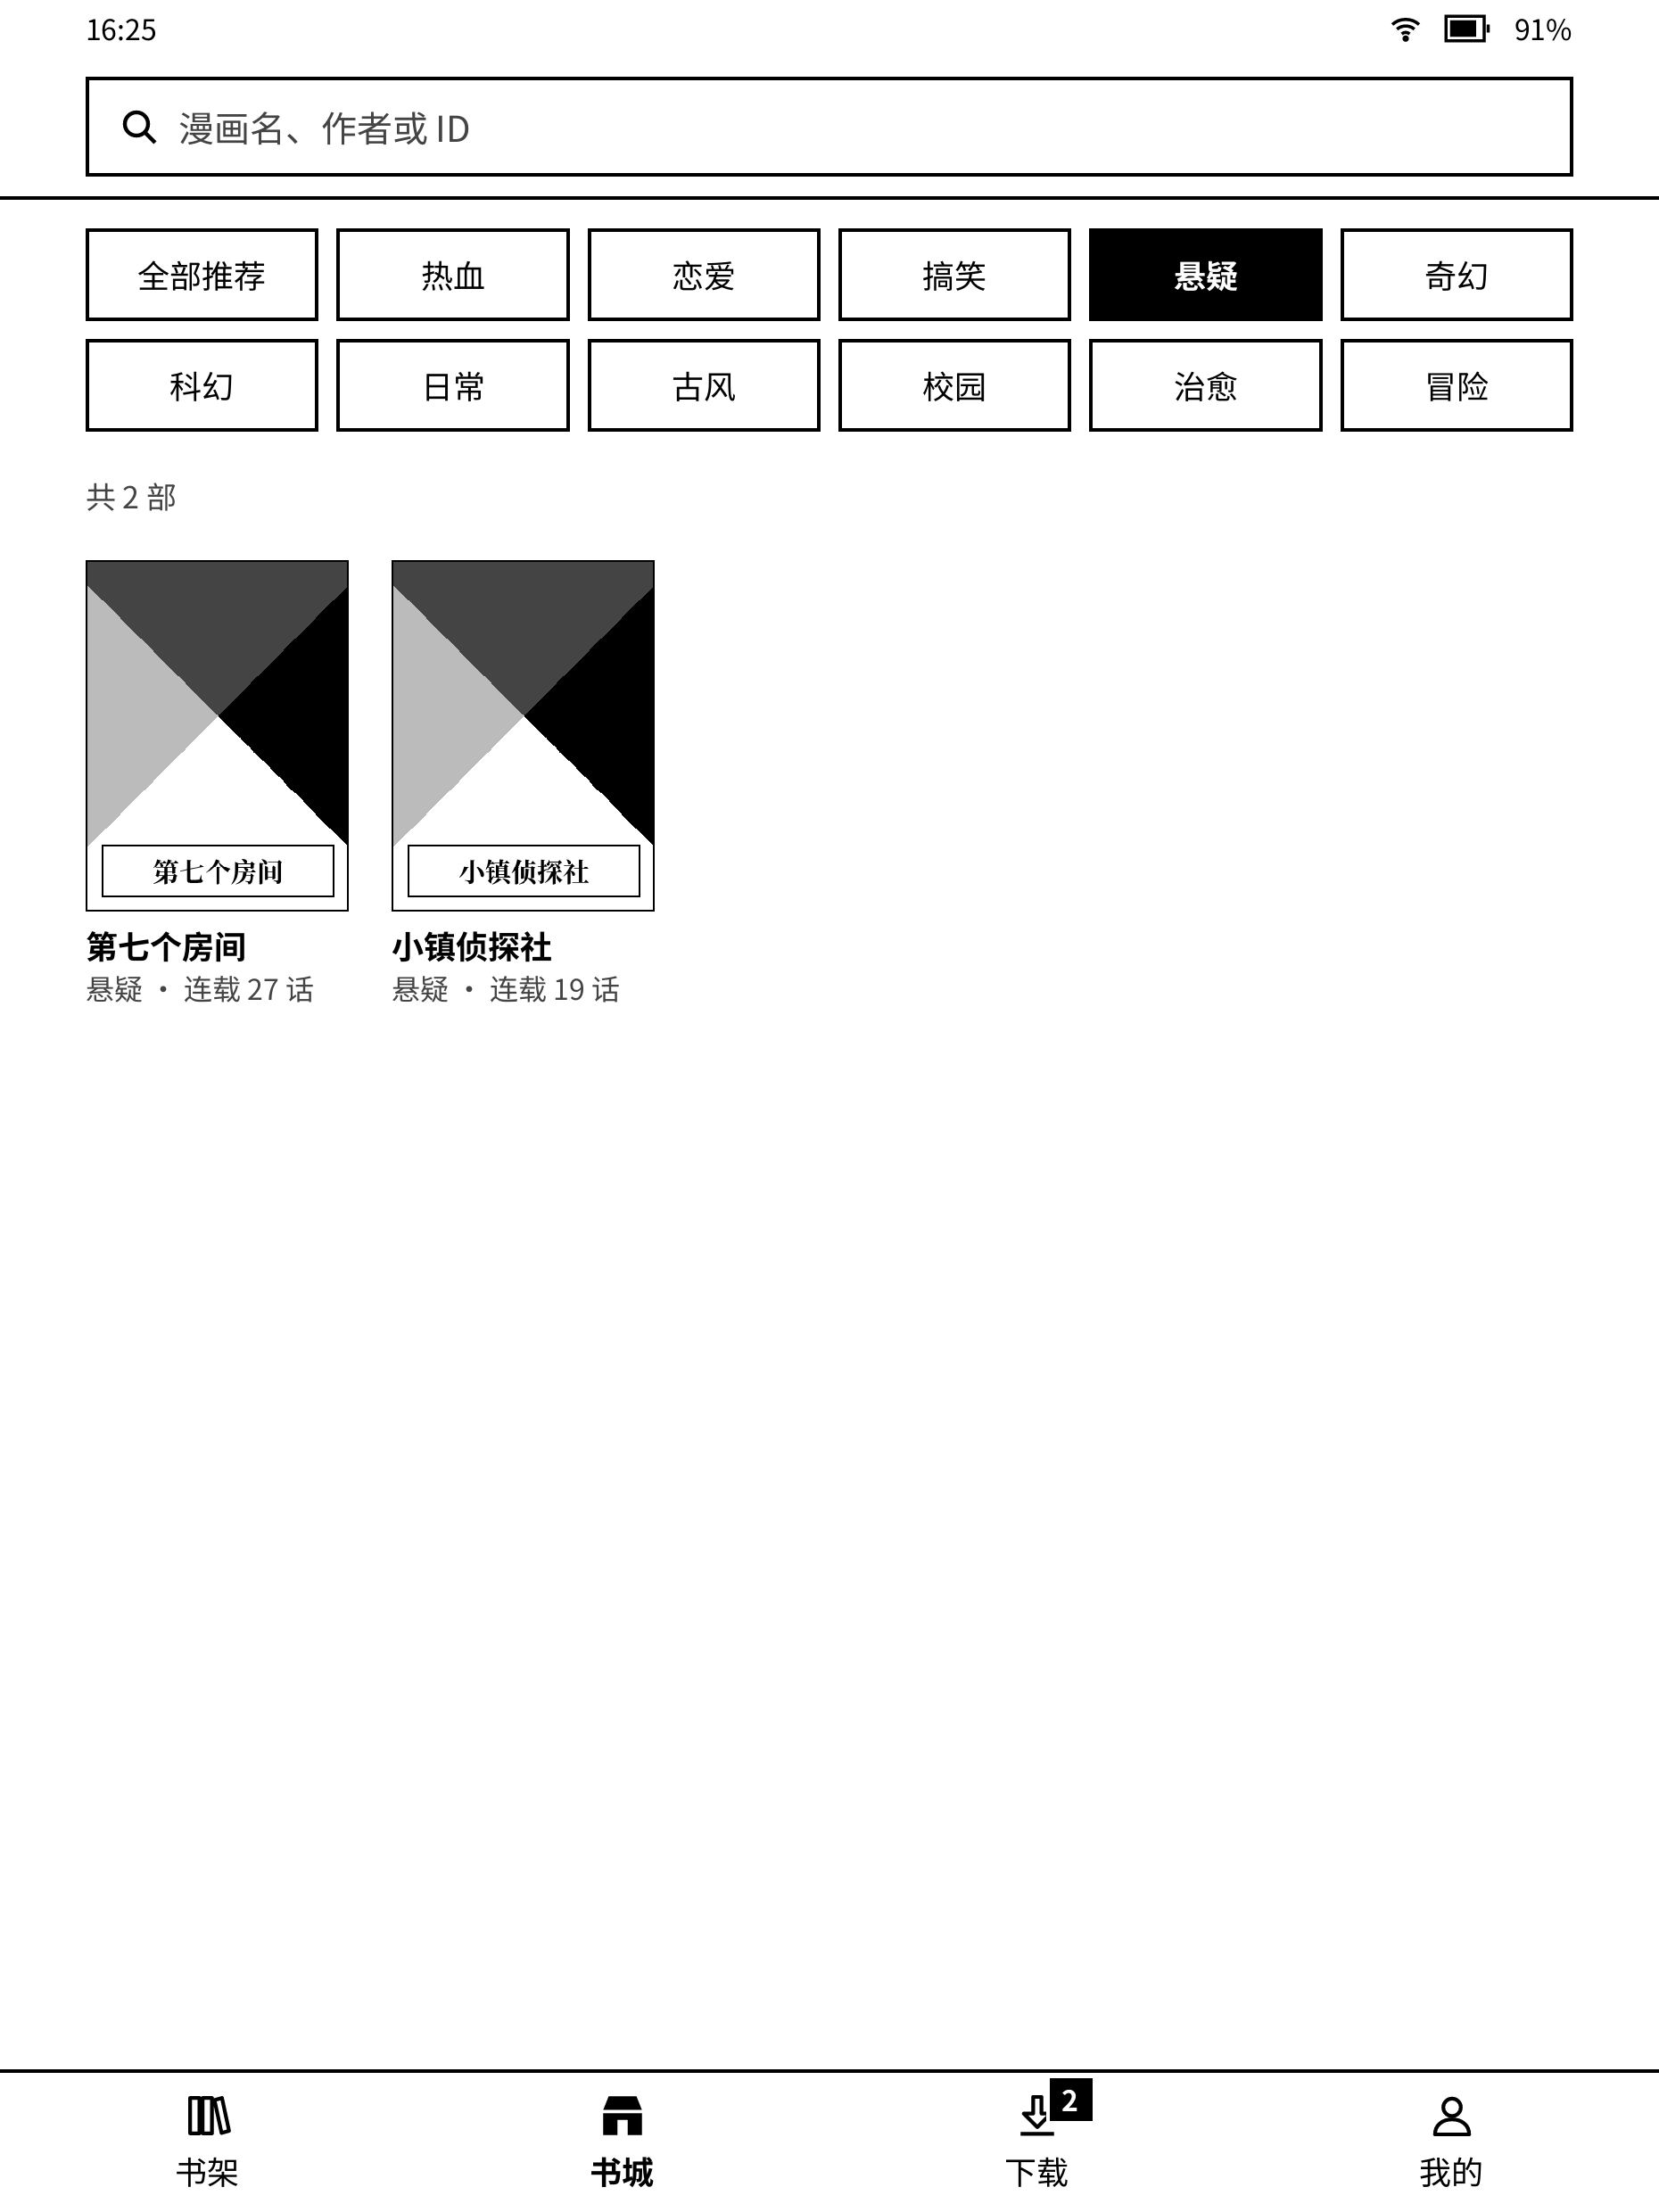 16:25
91%
漫画名、作者或 ID
全部推荐
热血
恋爱
搞笑
悬疑
奇幻
科幻
日常
古风
校园
治愈
冒险
共 2 部
第七个房间
小镇侦探社
第七个房间
小镇侦探社
悬疑 · 连载 27 话
悬疑 · 连载 19 话
2
书架
书城
下载
我的